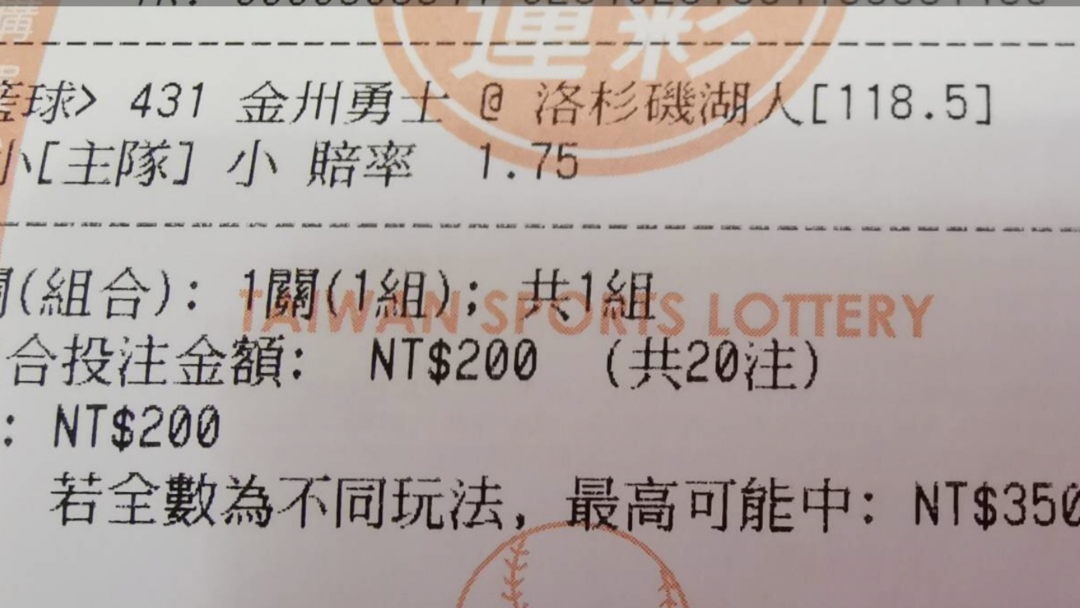 運彩
籃球> 431 金州勇士 @ 洛杉磯湖人[118.5]
小[主隊] 小 賠率 1.75
關(組合): 1關(1組); 共1組
TAIWAN SPORTS LOTTERY
合投注金額: NT$200 (共20注)
: NT$200
若全數為不同玩法, 最高可能中: NT$350